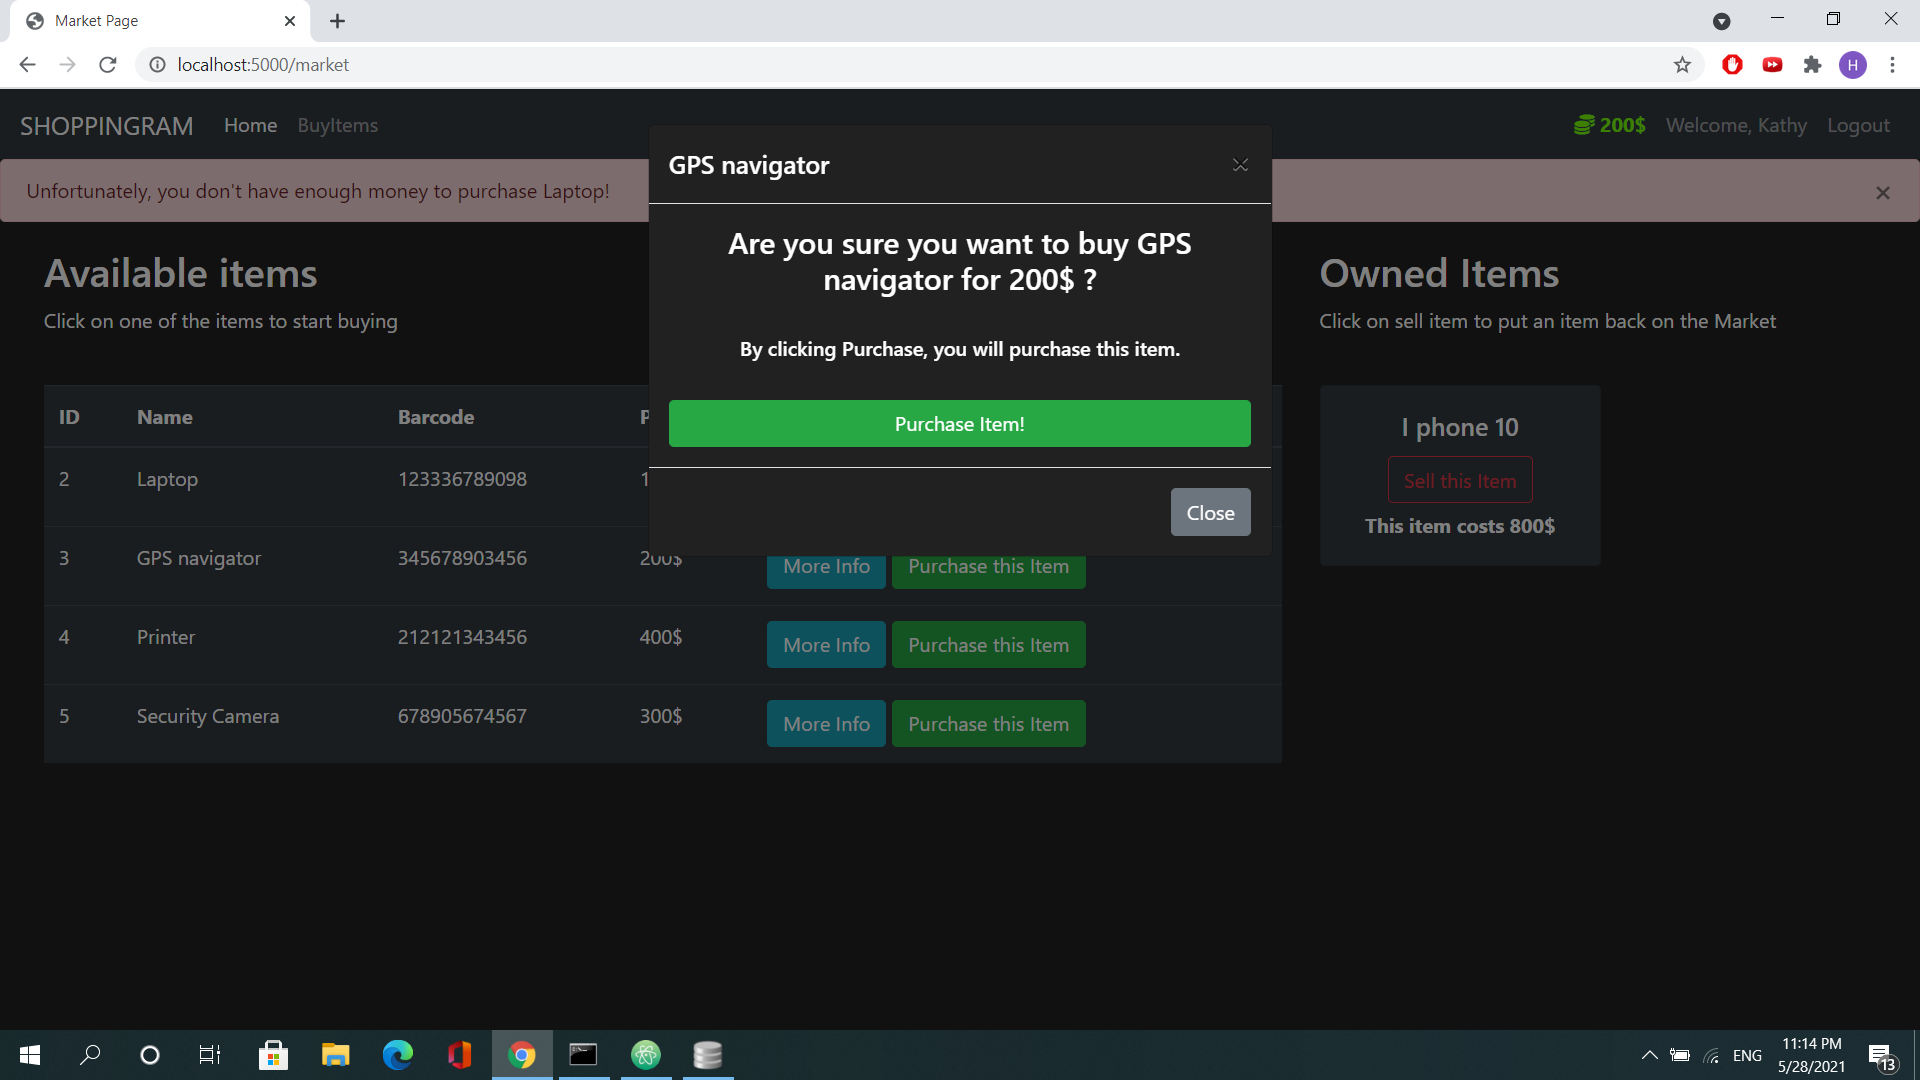 Market Page
localhost:5000/market
H
SHOPPINGRAM Home BuyItems 200$ Welcome, Kathy Logout
Unfortunately, you don't have enough money to purchase Laptop!
GPS navigator
Are you sure you want to buy GPS
navigator for 200$ ?
By clicking Purchase, you will purchase this item.
Purchase Item!
Close
Available items
Click on one of the items to start buying
ID Name Barcode
2 Laptop 123336789098
3 GPS navigator 345678903456 200$ More Info Purchase this Item
4 Printer 212121343456 400$ More Info Purchase this Item
5 Security Camera 678905674567 300$ More Info Purchase this Item
Owned Items
Click on sell item to put an item back on the Market
I phone 10
Sell this Item
This item costs 800$
ENG
11:14 PM
5/28/2021
13